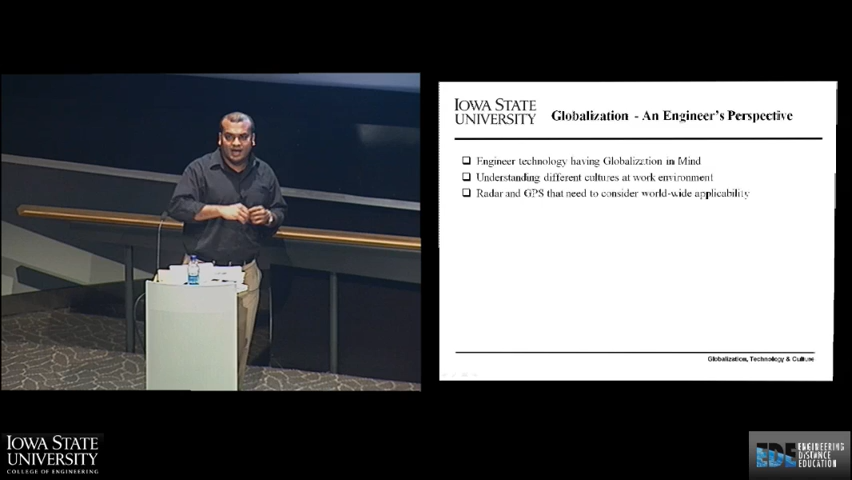 IOWA STATE
UNIVERSITY
Globalization - An Engineer's Perspective
Engineer technology having Globalization in Mind
Understanding different cultures at work environment
Radar and GPS that need to consider world-wide applicability
Globalization, Technology & Culture
IOWA STATE
UNIVERSITY
COLLEGE OF ENGINEERING
EDE ENGINEERING
DISTANCE
EDUCATION